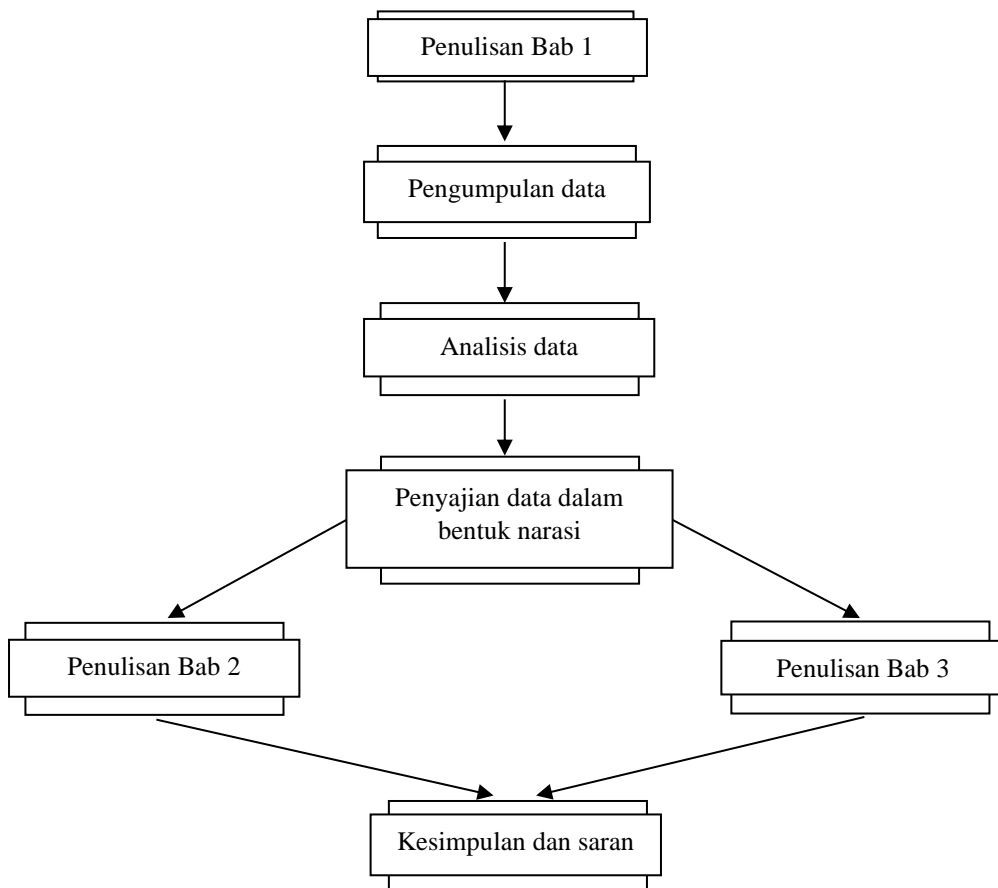 Penulisan Bab 1
Pengumpulan data
Analisis data
Penyajian data dalam
bentuk narasi
Penulisan Bab 2
Penulisan Bab 3
Kesimpulan dan saran